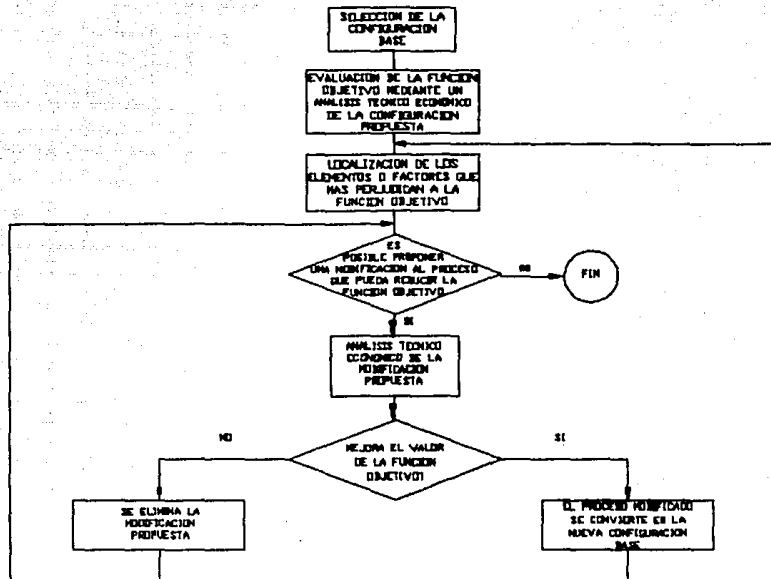 SELECCION DE LA
CONFIGURACION
BASE
EVALUACION DE LA FUNCION
OBJETIVO MEDIANTE UN
ANALISIS TECNICO ECONOMICO
DE LA CONFIGURACION
PROPUESTA
LOCALIZACION DE LOS
ELEMENTOS O FACTORES QUE
MAS PERJUDICAN A LA
FUNCION OBJETIVO
ES
POSIBLE PROPONER
UNA MODIFICACION AL PROCESO
QUE PUEDA REDUCIR LA
FUNCION OBJETIVO
NO
FIN
SI
ANALISIS TECNICO
ECONOMICO DE LA
MODIFICACION
PROPUESTA
NO
MEJORA EL VALOR
DE LA FUNCION
OBJETIVO?
SI
SE ELIMINA LA
MODIFICACION
PROPUESTA
EL PROCESO MODIFICADO
SE CONVIERTE EN LA
NUEVA CONFIGURACION
BASE